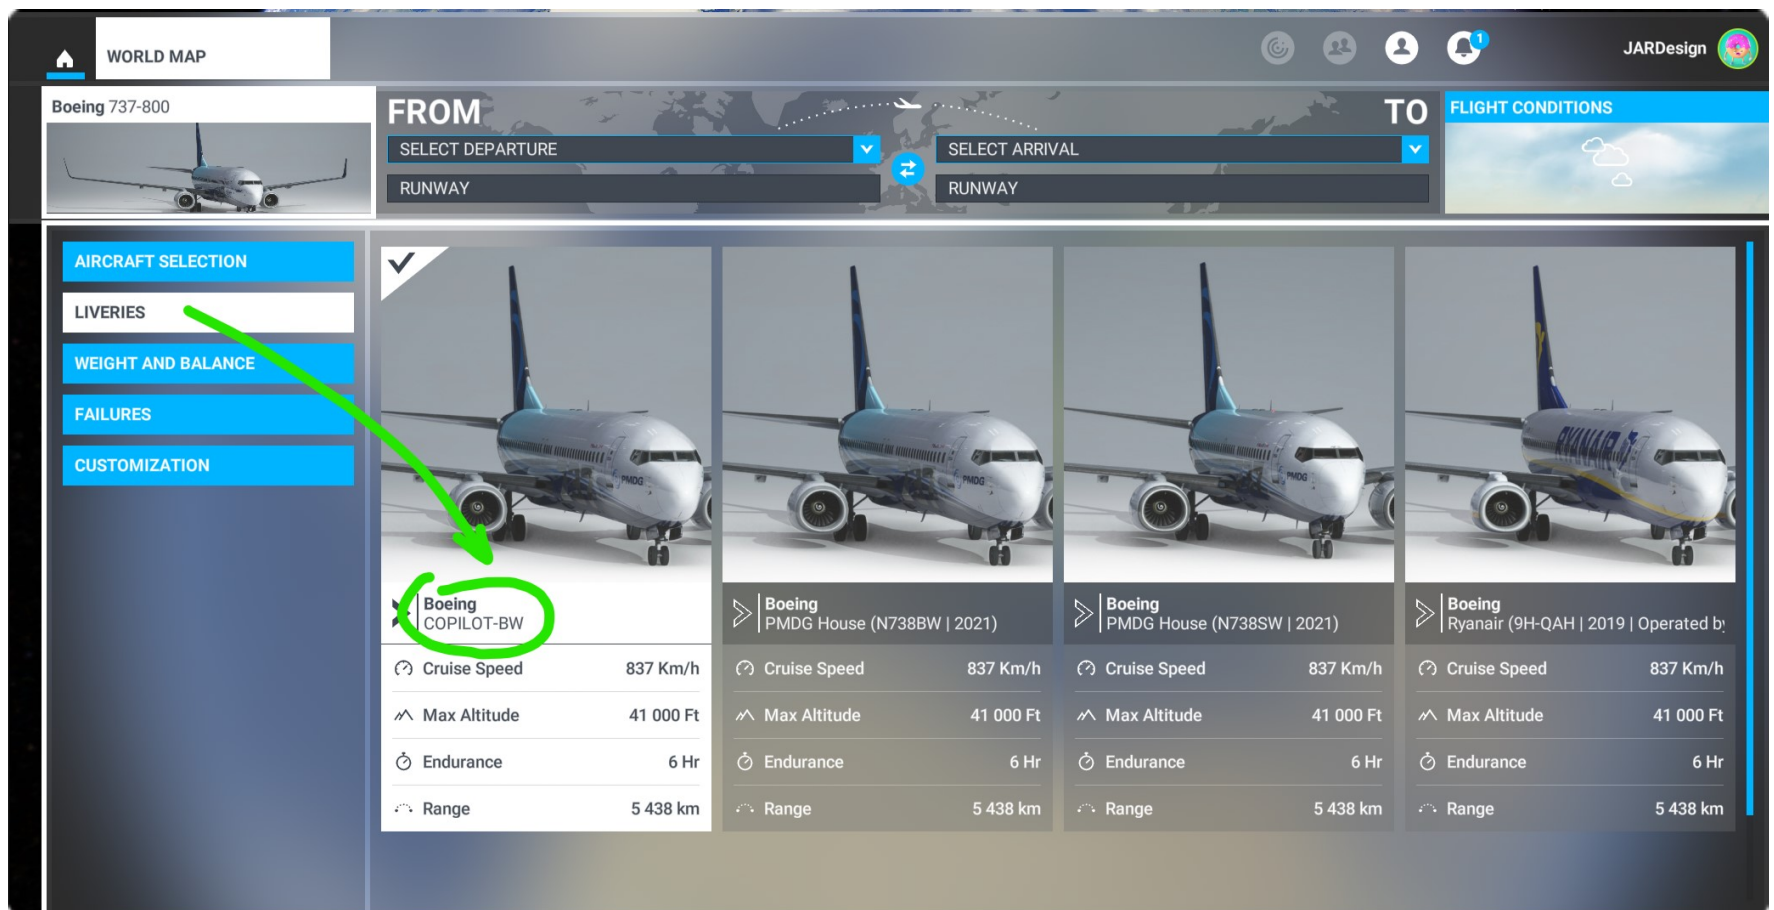 WORLD MAP
1
JARDesign
Boeing 737-800
FROM
TO
SELECT DEPARTURE
SELECT ARRIVAL
RUNWAY
RUNWAY
FLIGHT CONDITIONS
AIRCRAFT SELECTION
LIVERIES
WEIGHT AND BALANCE
FAILURES
CUSTOMIZATION
PMDG
Boeing
COPILOT-BW
Cruise Speed 837 Km/h
Max Altitude 41 000 Ft
Endurance 6 Hr
Range 5 438 km
PMDG
Boeing
PMDG House (N738BW | 2021)
Cruise Speed 837 Km/h
Max Altitude 41 000 Ft
Endurance 6 Hr
Range 5 438 km
PMDG
Boeing
PMDG House (N738SW | 2021)
Cruise Speed 837 Km/h
Max Altitude 41 000 Ft
Endurance 6 Hr
Range 5 438 km
RYANAIR
Boeing
Ryanair (9H-QAH | 2019 | Operated by
Cruise Speed 837 Km/h
Max Altitude 41 000 Ft
Endurance 6 Hr
Range 5 438 km